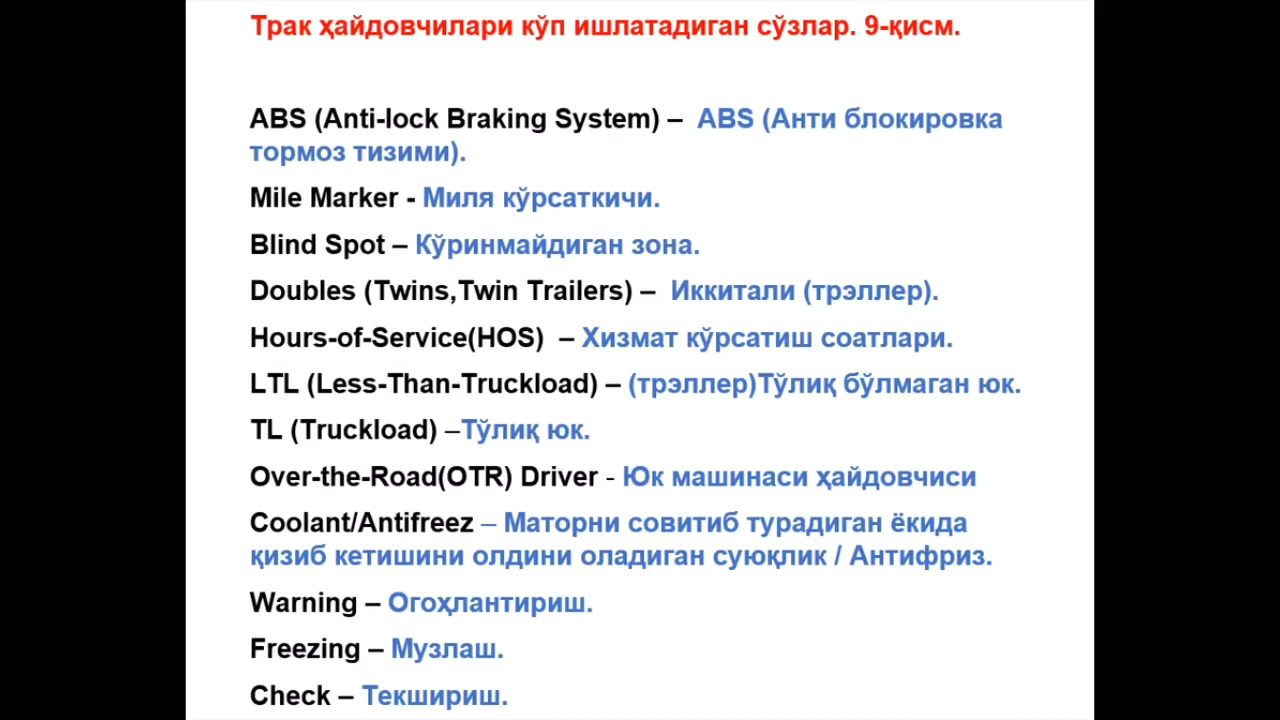 Трак ҳайдовчилари кўп ишлатадиган сўзлар. 9-қисм.
ABS (Anti-lock Braking System) – ABS (Анти блокировка
тормоз тизими).
Mile Marker - Миля кўрсаткичи.
Blind Spot – Кўринмайдиган зона.
Doubles (Twins,Twin Trailers) – Иккитали (трэллер).
Hours-of-Service(HOS) – Хизмат кўрсатиш соатлари.
LTL (Less-Than-Truckload) – (трэллер)Тўлиқ бўлмаган юк.
TL (Truckload) –Тўлиқ юк.
Over-the-Road(OTR) Driver - Юк машинаси ҳайдовчиси
Coolant/Antifreez – Маторни совитиб турадиган ёкида
қизиб кетишини олдини оладиган суюқлик / Антифриз.
Warning – Огоҳлантириш.
Freezing – Музлаш.
Check – Текшириш.